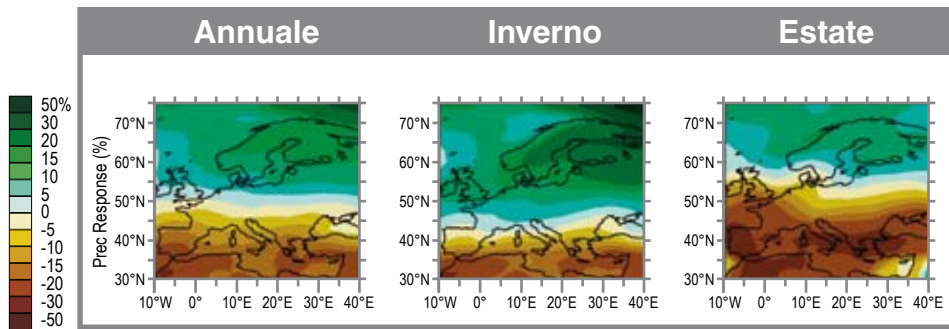 Annuale Inverno Estate
50%
30
20
15
10
5
0
-5
-10
-15
-20
-30
-50
Prec Response (%)
70°N
60°N
50°N
40°N
30°N
10°W 0° 10°E 20°E 30°E 40°E
70°N
60°N
50°N
40°N
30°N
10°W 0° 10°E 20°E 30°E 40°E
70°N
60°N
50°N
40°N
30°N
10°W 0° 10°E 20°E 30°E 40°E